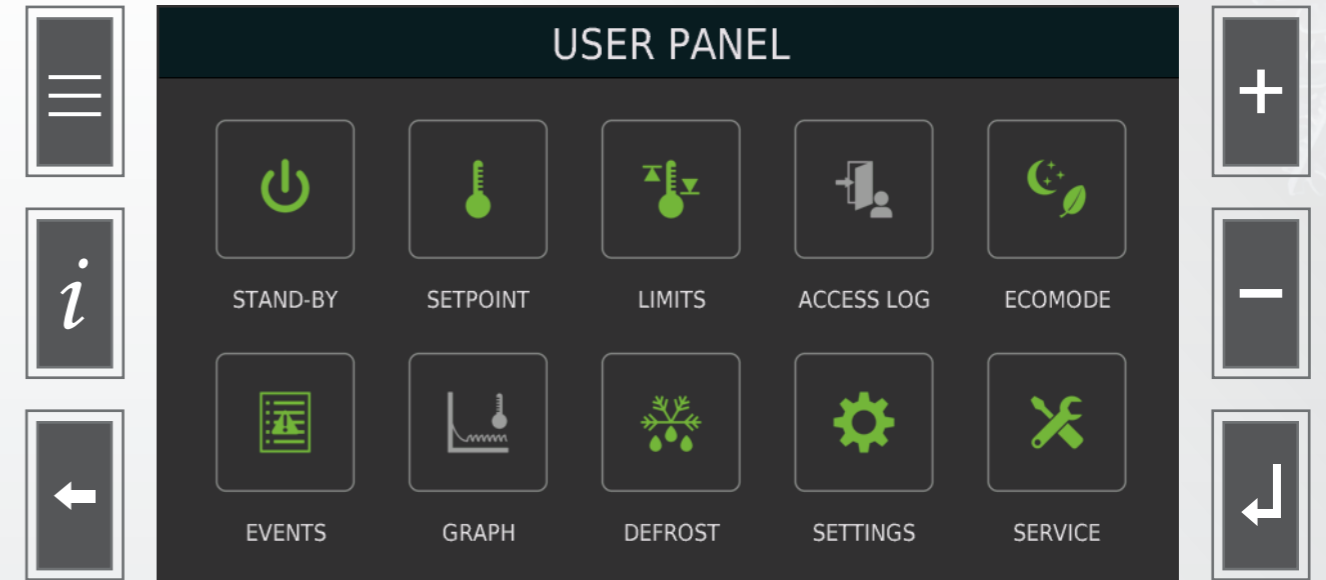 USER PANEL
STAND-BY
SETPOINT
LIMITS
ACCESS LOG
ECOMODE
EVENTS
GRAPH
DEFROST
SETTINGS
SERVICE
i